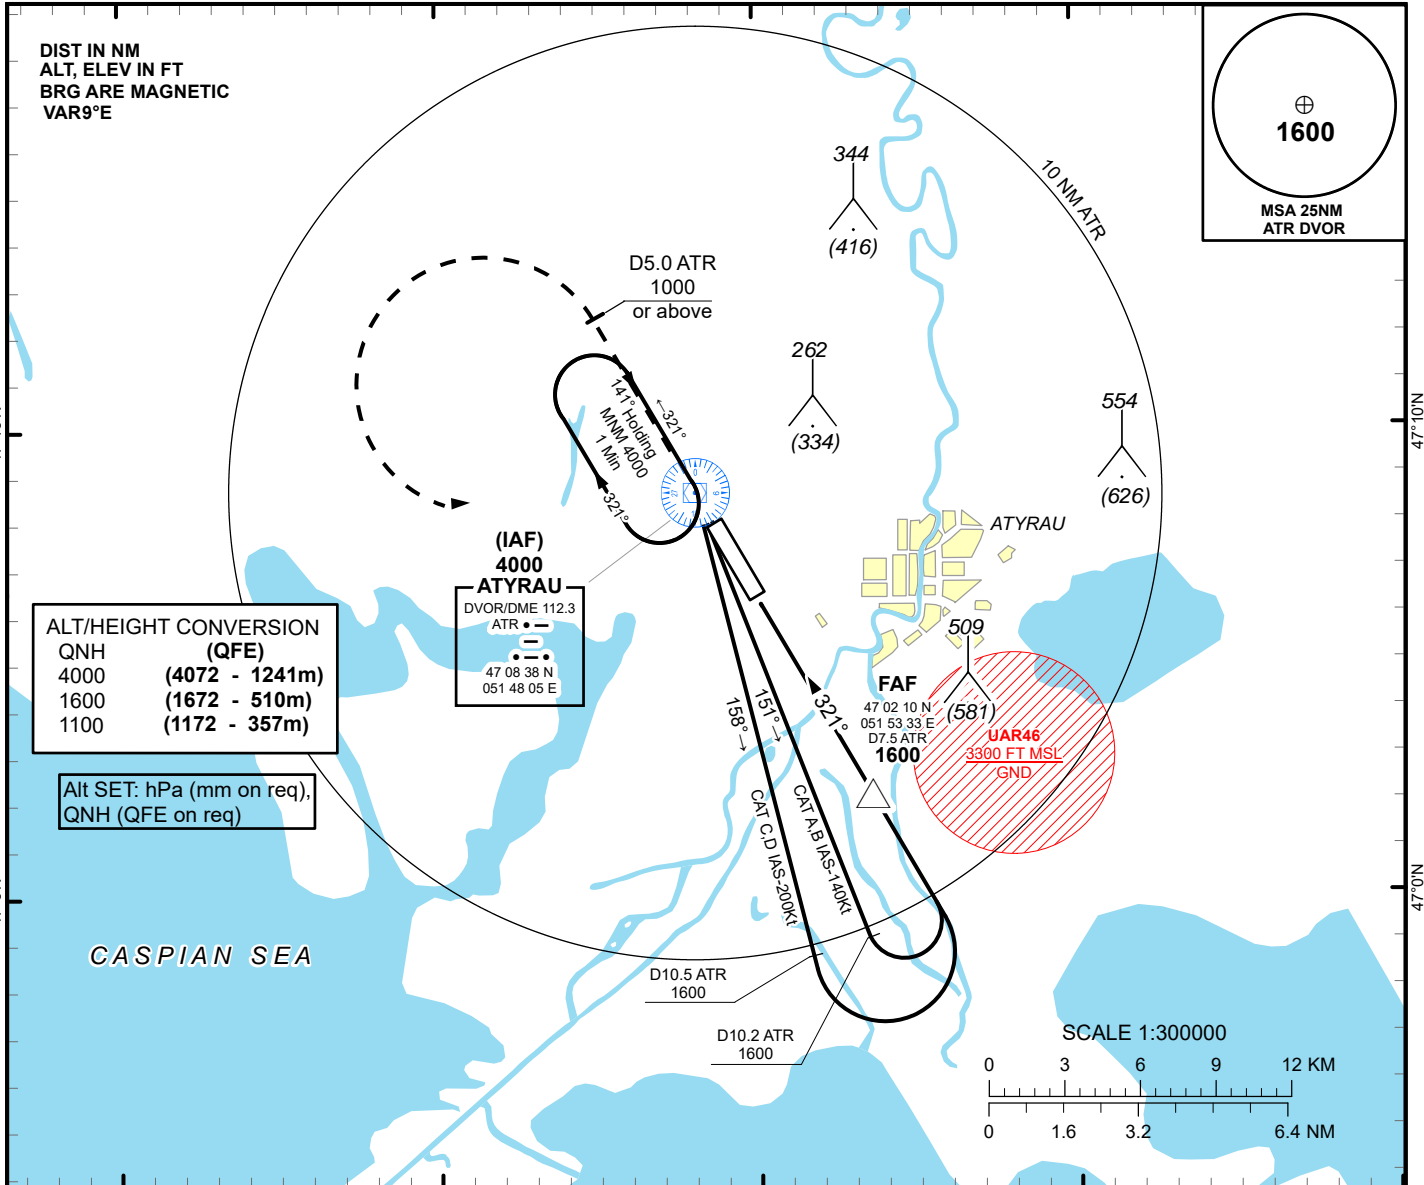 DIST IN NM
ALT, ELEV IN FT
BRG ARE MAGNETIC
VAR9°E
1600
MSA 25NM
ATR DVOR
10 NM ATR
344
(416)
D5.0 ATR
1000
or above
262
(334)
554
(626)
47°10'N
←321°
141° Holding
MNM 4000
1 Min
321°
(IAF)
4000
ATYRAU
DVOR/DME 112.3
ATR
47 08 38 N
051 48 05 E
ATYRAU
ALT/HEIGHT CONVERSION
QNH (QFE)
4000 (4072 - 1241m)
1600 (1672 - 510m)
1100 (1172 - 357m)
Alt SET: hPa (mm on req),
QNH (QFE on req)
509
(581)
FAF
47 02 10 N
051 53 33 E
D7.5 ATR
1600
UAR46
3300 FT MSL
GND
158°→
151°→
321°
CAT C,D IAS-200Kt
CAT A,B IAS-140Kt
47°0'N
CASPIAN SEA
D10.5 ATR
1600
D10.2 ATR
1600
SCALE 1:300000
0 3 6 9 12 KM
0 1.6 3.2 6.4 NM